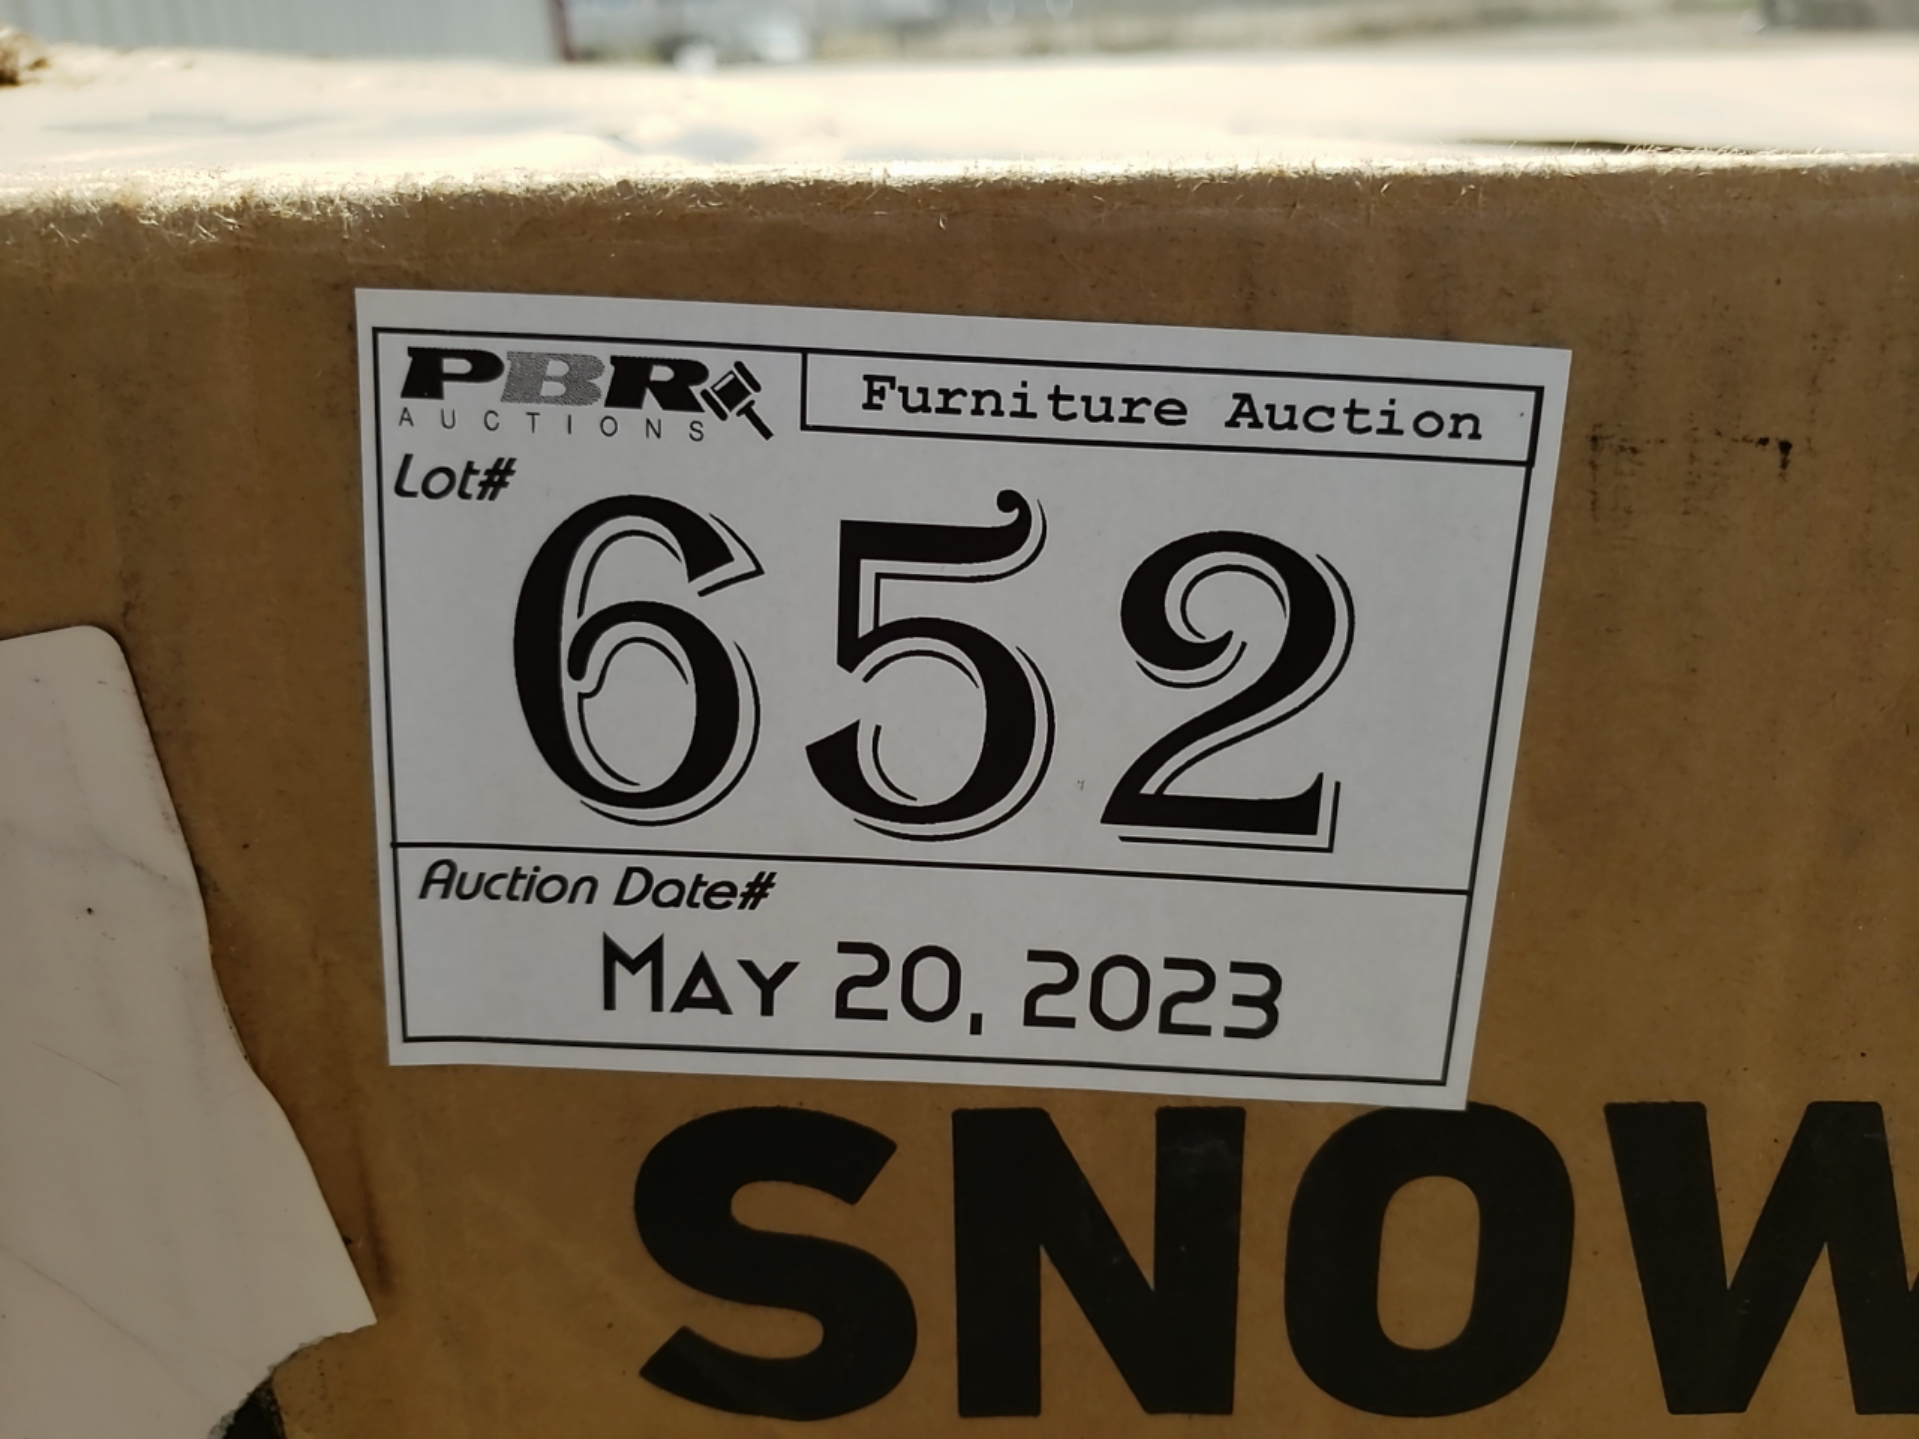 PBR
AUCTIONS
Furniture Auction
Lot#
652
Auction Date#
MAY 20, 2023
SNOW